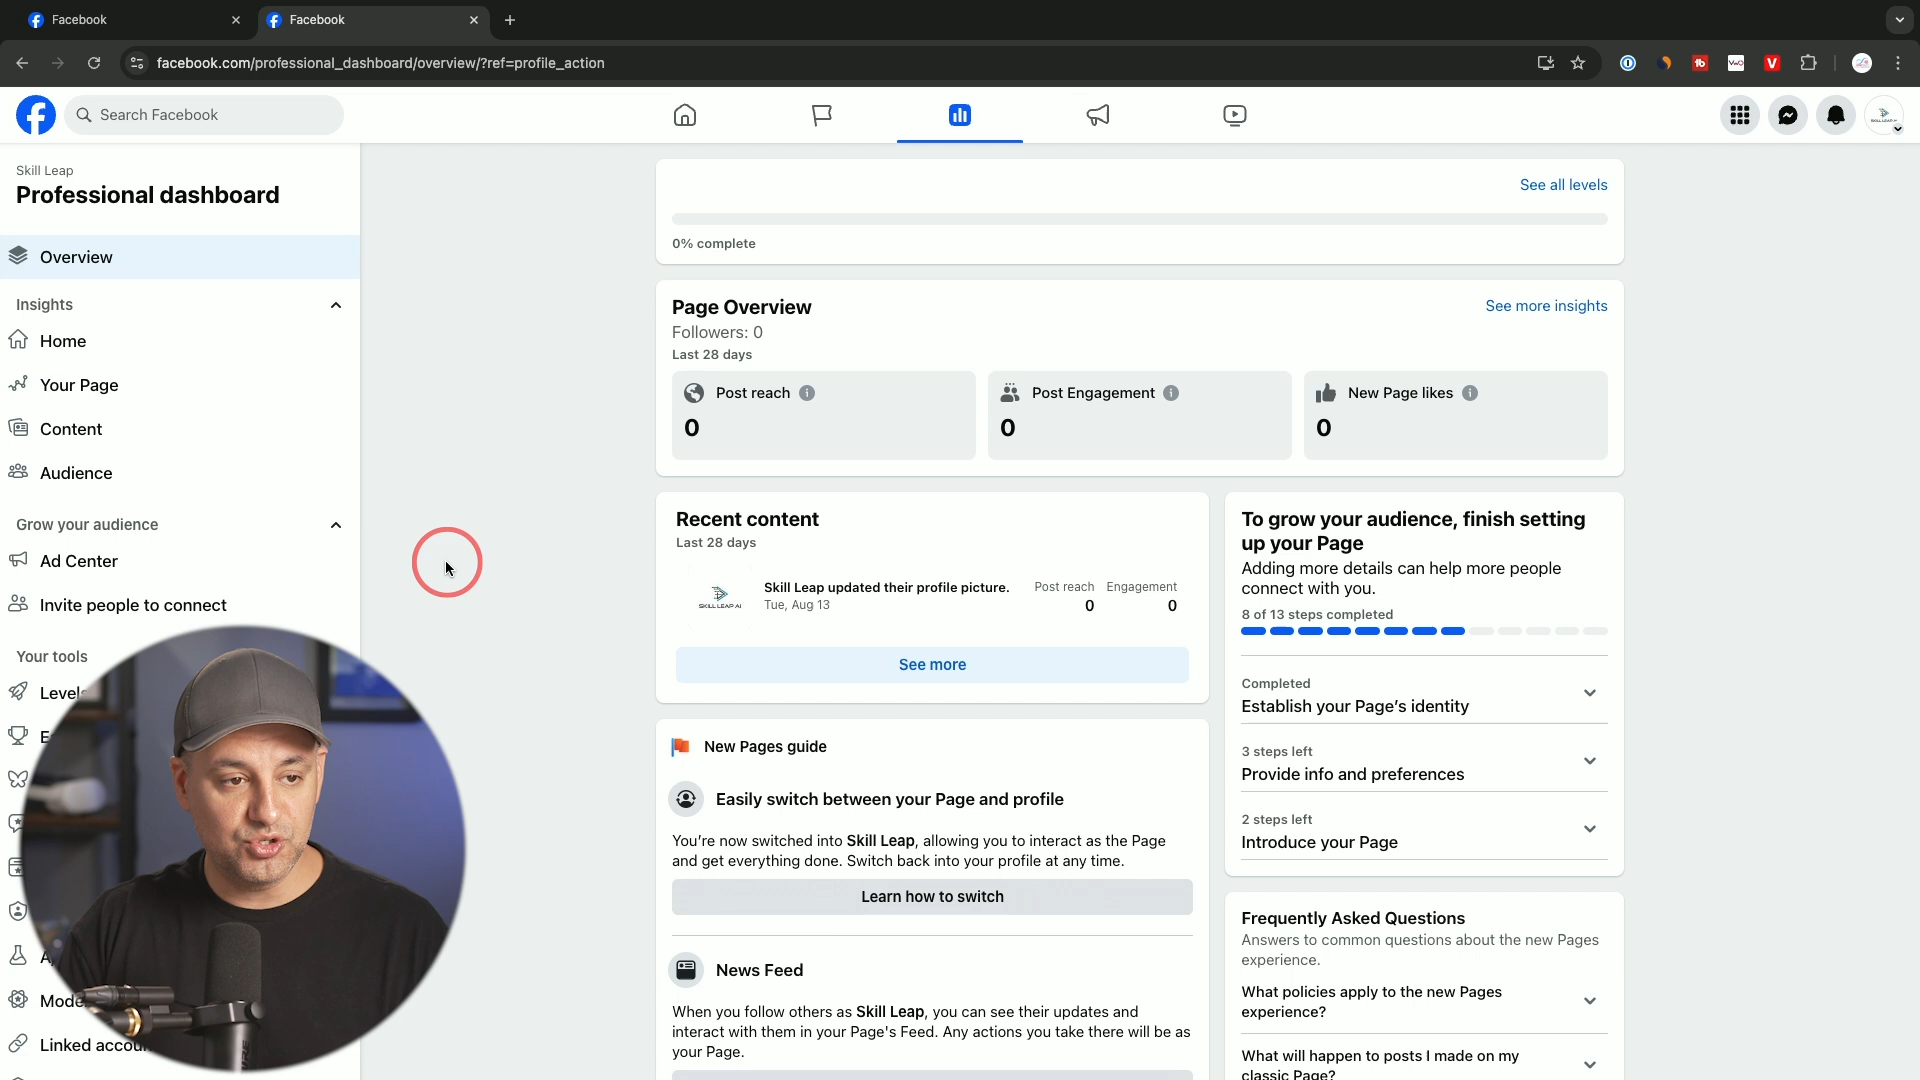 Facebook
Facebook
facebook.com/professional_dashboard/overview/?ref=profile_action
Search Facebook
Skill Leap
Professional dashboard
Overview
Insights
Home
Your Page
Content
Audience
Grow your audience
Ad Center
Invite people to connect
Your tools
Linked
See all levels
0% complete
Page Overview
See more insights
Followers: 0
Last 28 days
Post reach
0
Post Engagement
0
New Page likes
0
Recent content
Last 28 days
SKILL LEAP AI
Skill Leap updated their profile picture.
Tue, Aug 13
Post reach
0
Engagement
0
See more
New Pages guide
Easily switch between your Page and profile
You're now switched into Skill Leap, allowing you to interact as the Page
and get everything done. Switch back into your profile at any time.
Learn how to switch
News Feed
When you follow others as Skill Leap, you can see their updates and
interact with them in your Page's Feed. Any actions you take there will be as
your Page.
To grow your audience, finish setting
up your Page
Adding more details can help more people
connect with you.
8 of 13 steps completed
Completed
Establish your Page's identity
3 steps left
Provide info and preferences
2 steps left
Introduce your Page
Frequently Asked Questions
Answers to common questions about the new Pages
experience.
What policies apply to the new Pages
experience?
What will happen to posts I made on my
classic Page?